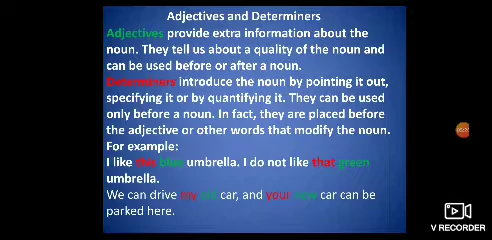 Adjectives and Determiners
Adjectives provide extra information about the
noun. They tell us about a quality of the noun and
can be used before or after a noun.
Determiners introduce the noun by pointing it out,
specifying it or by quantifying it. They can be used
only before a noun. In fact, they are placed before
the adjective or other words that modify the noun.
For example:
I like this blue umbrella. I do not like that green
umbrella.
We can drive my car, and your car can be
parked here.
V RECORDER